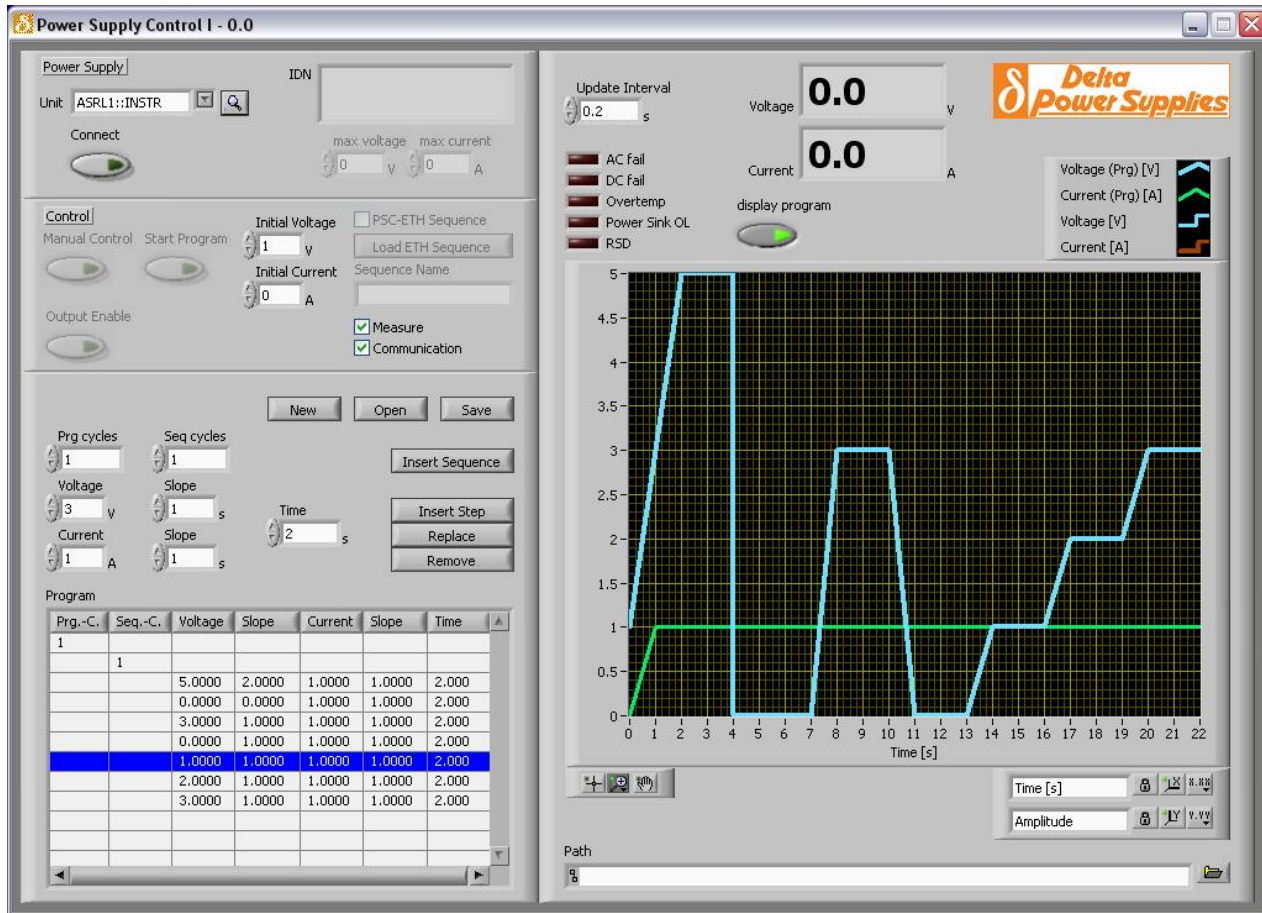 Power Supply Control I - 0.0
Power Supply
IDN
Unit ASRL1::INSTR
Connect
max voltage max current
0 V 0 A
Control
Manual Control Start Program
Initial Voltage
1 V
PSC-ETH Sequence
Load ETH Sequence
Initial Current
0 A
Sequence Name
Output Enable
Measure
Communication
New Open Save
Prg cycles Seq cycles
1 1
Insert Sequence
Voltage Slope
3 V 1 s
Time
2 s
Insert Step
Current Slope
1 A 1 s
Replace
Remove
Program
Prg.-C. Seq.-C. Voltage Slope Current Slope Time
1
1
5.0000 2.0000 1.0000 1.0000 2.000
0.0000 0.0000 1.0000 1.0000 2.000
3.0000 1.0000 1.0000 1.0000 2.000
0.0000 1.0000 1.0000 1.0000 2.000
1.0000 1.0000 1.0000 1.0000 2.000
2.0000 1.0000 1.0000 1.0000 2.000
3.0000 1.0000 1.0000 1.0000 2.000
Update Interval
0.2 s
Voltage 0.0 V
Current 0.0 A
δ Delta
Power Supplies
AC fail
DC fail
Overtemp
Power Sink OL
RSD
display program
Voltage (Prg) [V]
Current (Prg) [A]
Voltage [V]
Current [A]
5
4.5
4
3.5
3
2.5
2
1.5
1
0.5
0
0 1 2 3 4 5 6 7 8 9 10 11 12 13 14 15 16 17 18 19 20 21 22
Time [s]
Time [s] X X.XX
Amplitude Y Y.YY
Path